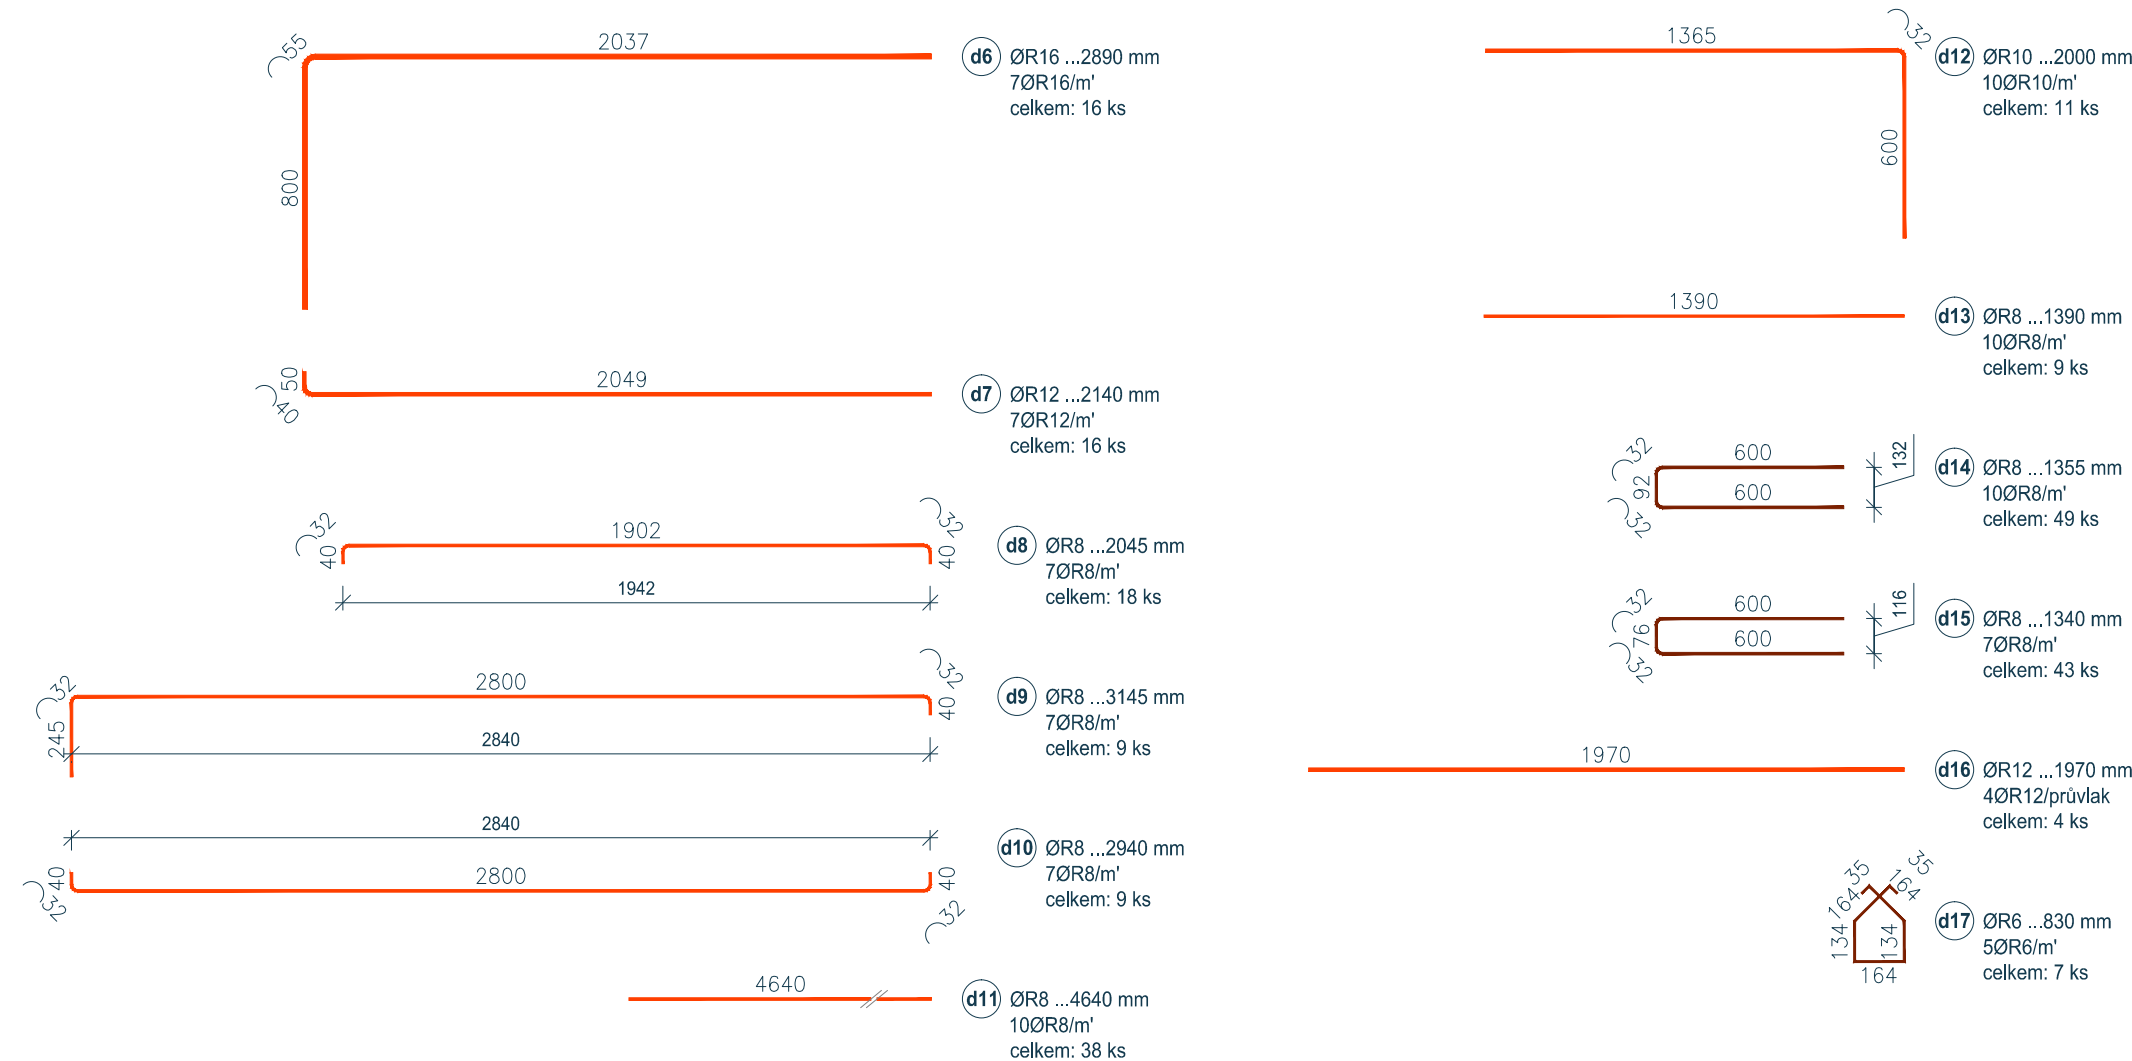 55
2037
800
d6
ØR16 ...2890 mm
7ØR16/m'
celkem: 16 ks
50
40
2049
d7
ØR12 ...2140 mm
7ØR12/m'
celkem: 16 ks
32
40
1902
32
40
1942
d8
ØR8 ...2045 mm
7ØR8/m'
celkem: 18 ks
32
245
2800
32
40
2840
d9
ØR8 ...3145 mm
7ØR8/m'
celkem: 9 ks
2840
40
32
2800
40
32
d10
ØR8 ...2940 mm
7ØR8/m'
celkem: 9 ks
4640
d11
ØR8 ...4640 mm
10ØR8/m'
celkem: 38 ks
1365
32
600
d12
ØR10 ...2000 mm
10ØR10/m'
celkem: 11 ks
1390
d13
ØR8 ...1390 mm
10ØR8/m'
celkem: 9 ks
32
600
92
600
32
132
d14
ØR8 ...1355 mm
10ØR8/m'
celkem: 49 ks
32
600
76
600
32
116
d15
ØR8 ...1340 mm
7ØR8/m'
celkem: 43 ks
1970
d16
ØR12 ...1970 mm
4ØR12/průvlak
celkem: 4 ks
35
35
164
164
134
134
164
d17
ØR6 ...830 mm
5ØR6/m'
celkem: 7 ks